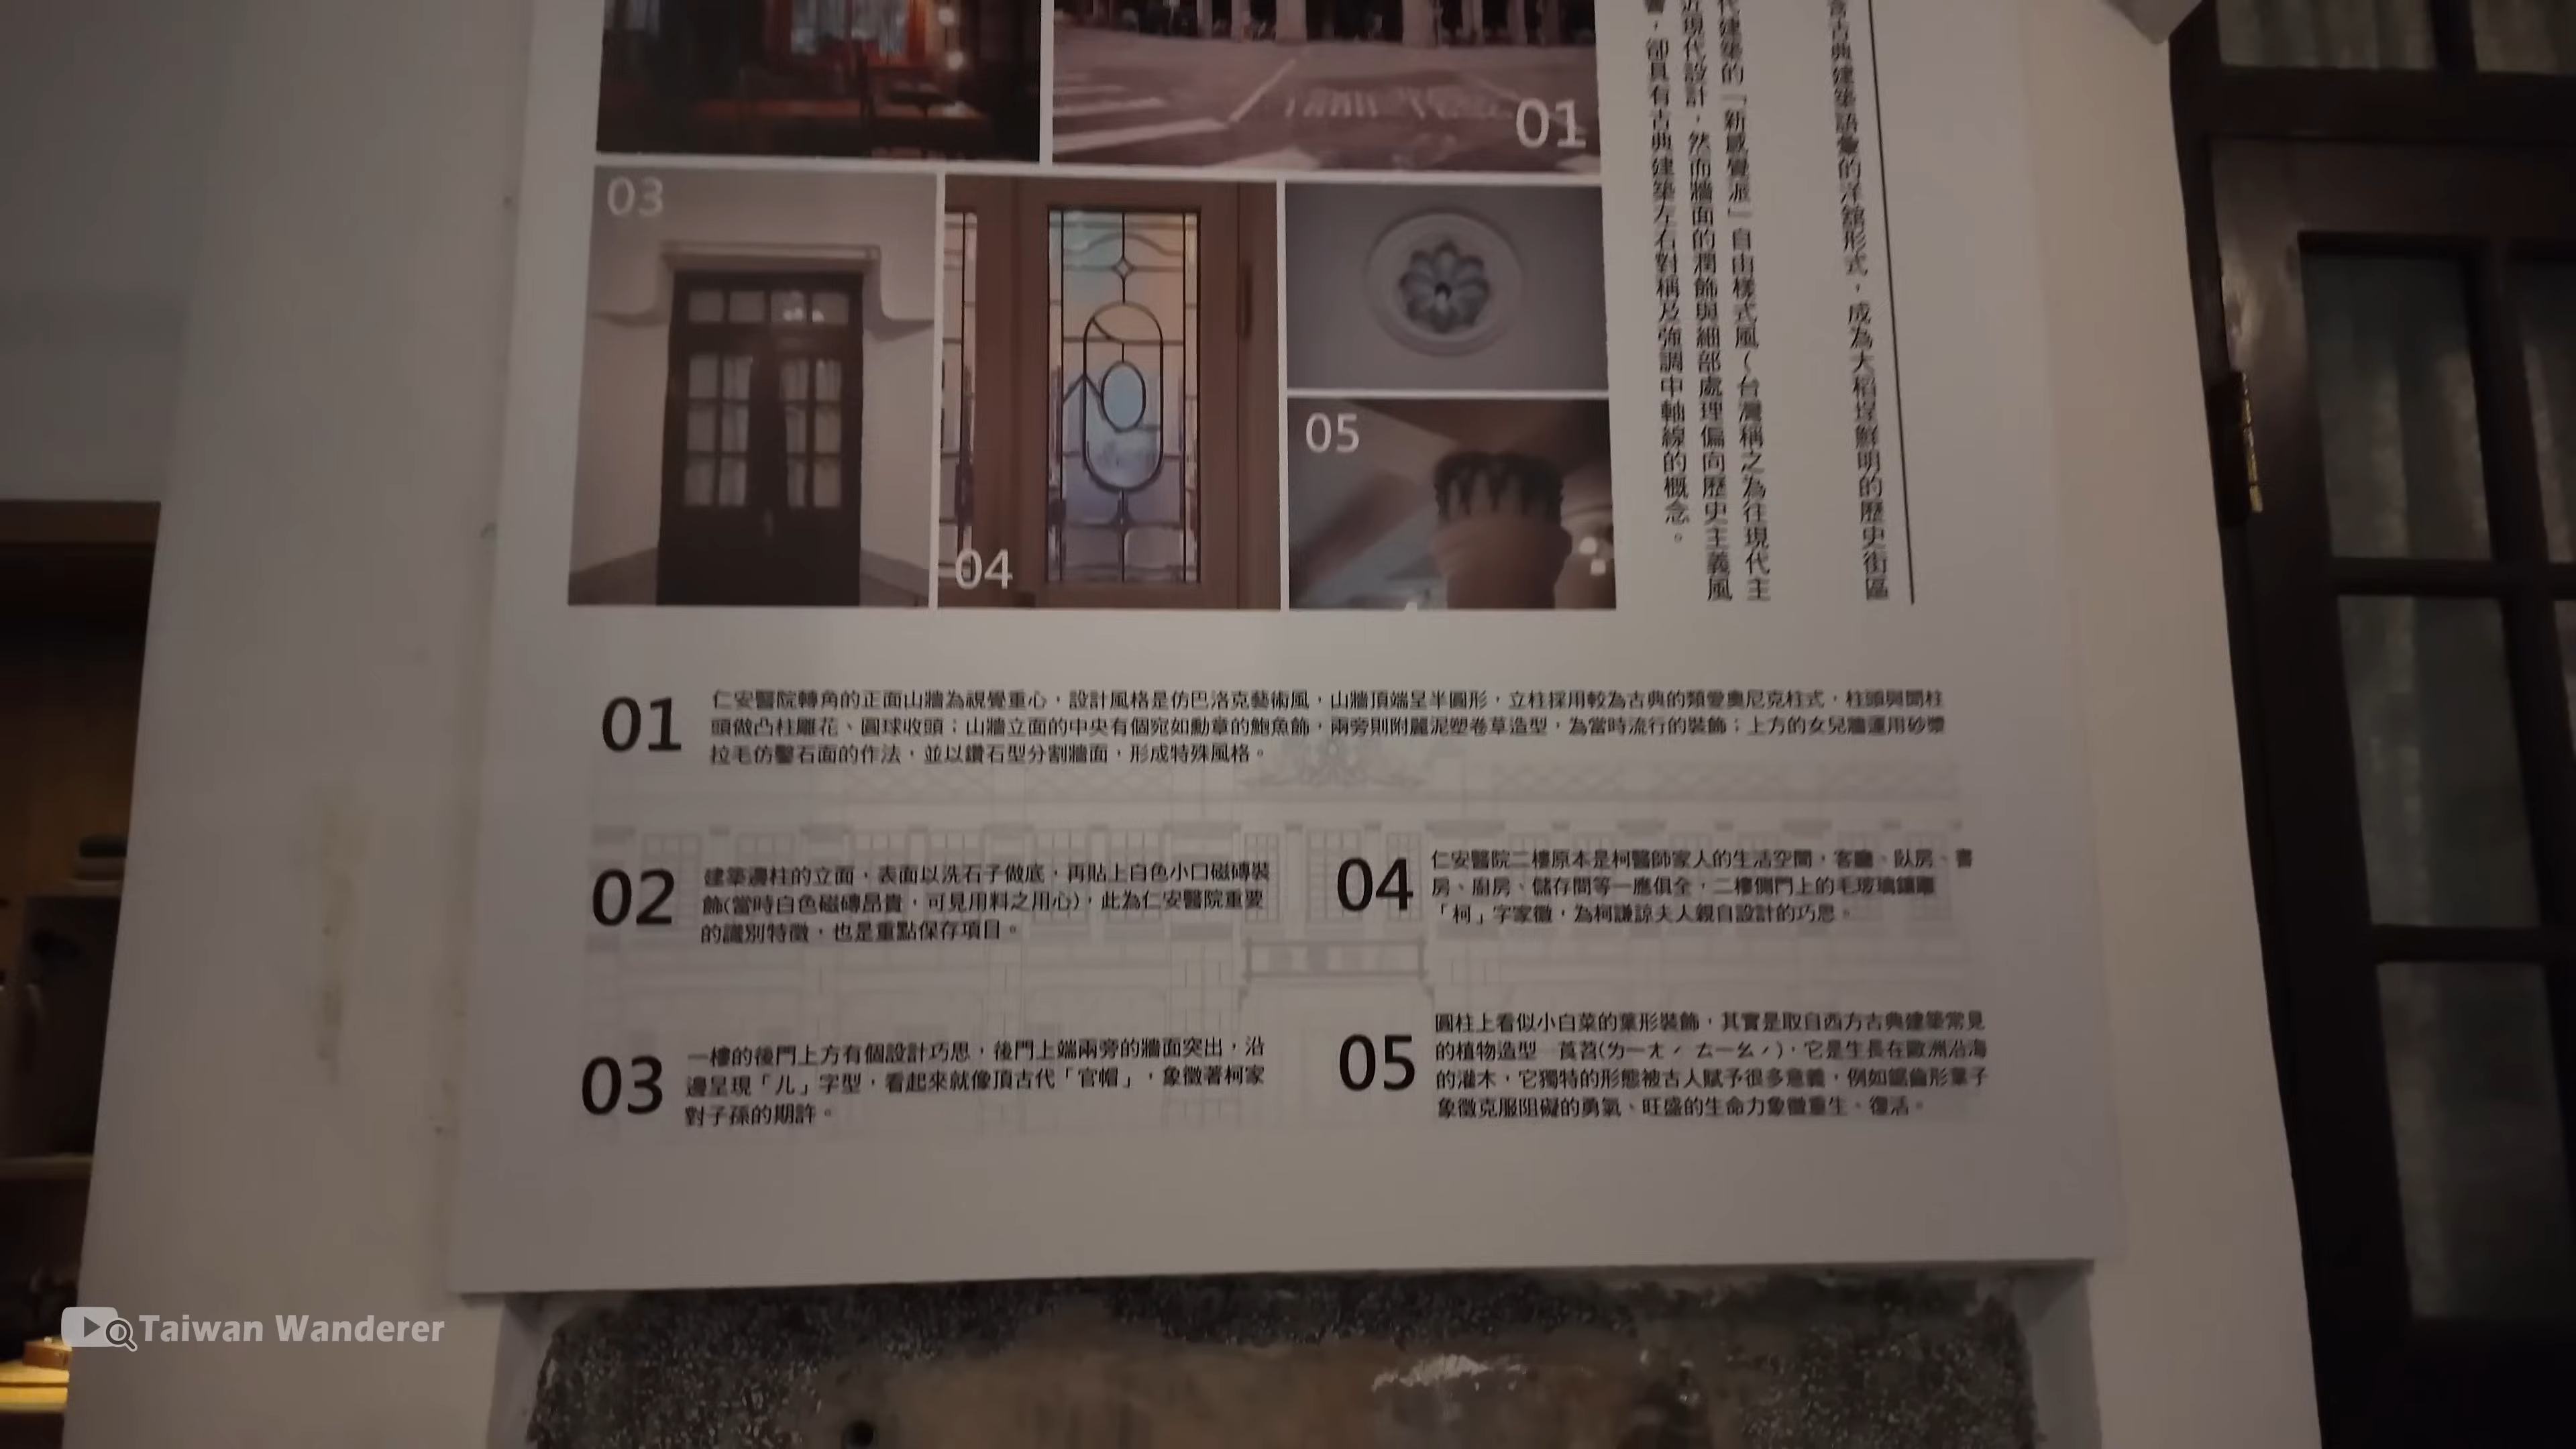 含古典建築語彙的洋館形式，成為大稻埕鮮明的歷史街區
代建築的「新感覺派」自由樣式風（台灣稱之為往現代主
近現代設計，然而牆面的潤飾與細部處理偏向歷史主義風
響，卻具有古典建築左右對稱及強調中軸線的概念。
01
03
04
05
01
仁安醫院轉角的正面山牆為視覺重心，設計風格是仿巴洛克藝術風，山牆頂端呈半圓形，立柱採用較為古典的類愛奧尼克柱式，柱頭與間柱
頭做凸柱雕花、圓球收頭；山牆立面的中央有個宛如勳章的鮑魚飾，兩旁則附麗泥塑卷草造型，為當時流行的裝飾；上方的女兒牆運用砂漿
拉毛仿鑿石面的作法，並以鑽石型分割牆面，形成特殊風格。
02
建築邊柱的立面，表面以洗石子做底，再貼上白色小口磁磚裝
飾(當時白色磁磚昂貴，可見用料之用心)，此為仁安醫院重要
的識別特徵，也是重點保存項目。
03
一樓的後門上方有個設計巧思，後門上端兩旁的牆面突出，沿
邊呈現「儿」字型，看起來就像頂古代「官帽」，象徵著柯家
對子孫的期許。
04
仁安醫院二樓原本是柯醫師家人的生活空間，客廳、臥房、書
房、廚房、儲存間等一應俱全，二樓側門上的毛玻璃鑲雕
「柯」字家徽，為柯謙諒夫人親自設計的巧思。
05
圓柱上看似小白菜的葉形裝飾，其實是取自西方古典建築常見
的植物造型 莨菪(ㄌㄧㄤˊ ㄊㄧㄠˊ)，它是生長在歐洲沿海
的灌木，它獨特的形態被古人賦予很多意義，例如鋸齒形葉子
象徵克服阻礙的勇氣、旺盛的生命力象徵重生、復活。
Taiwan Wanderer